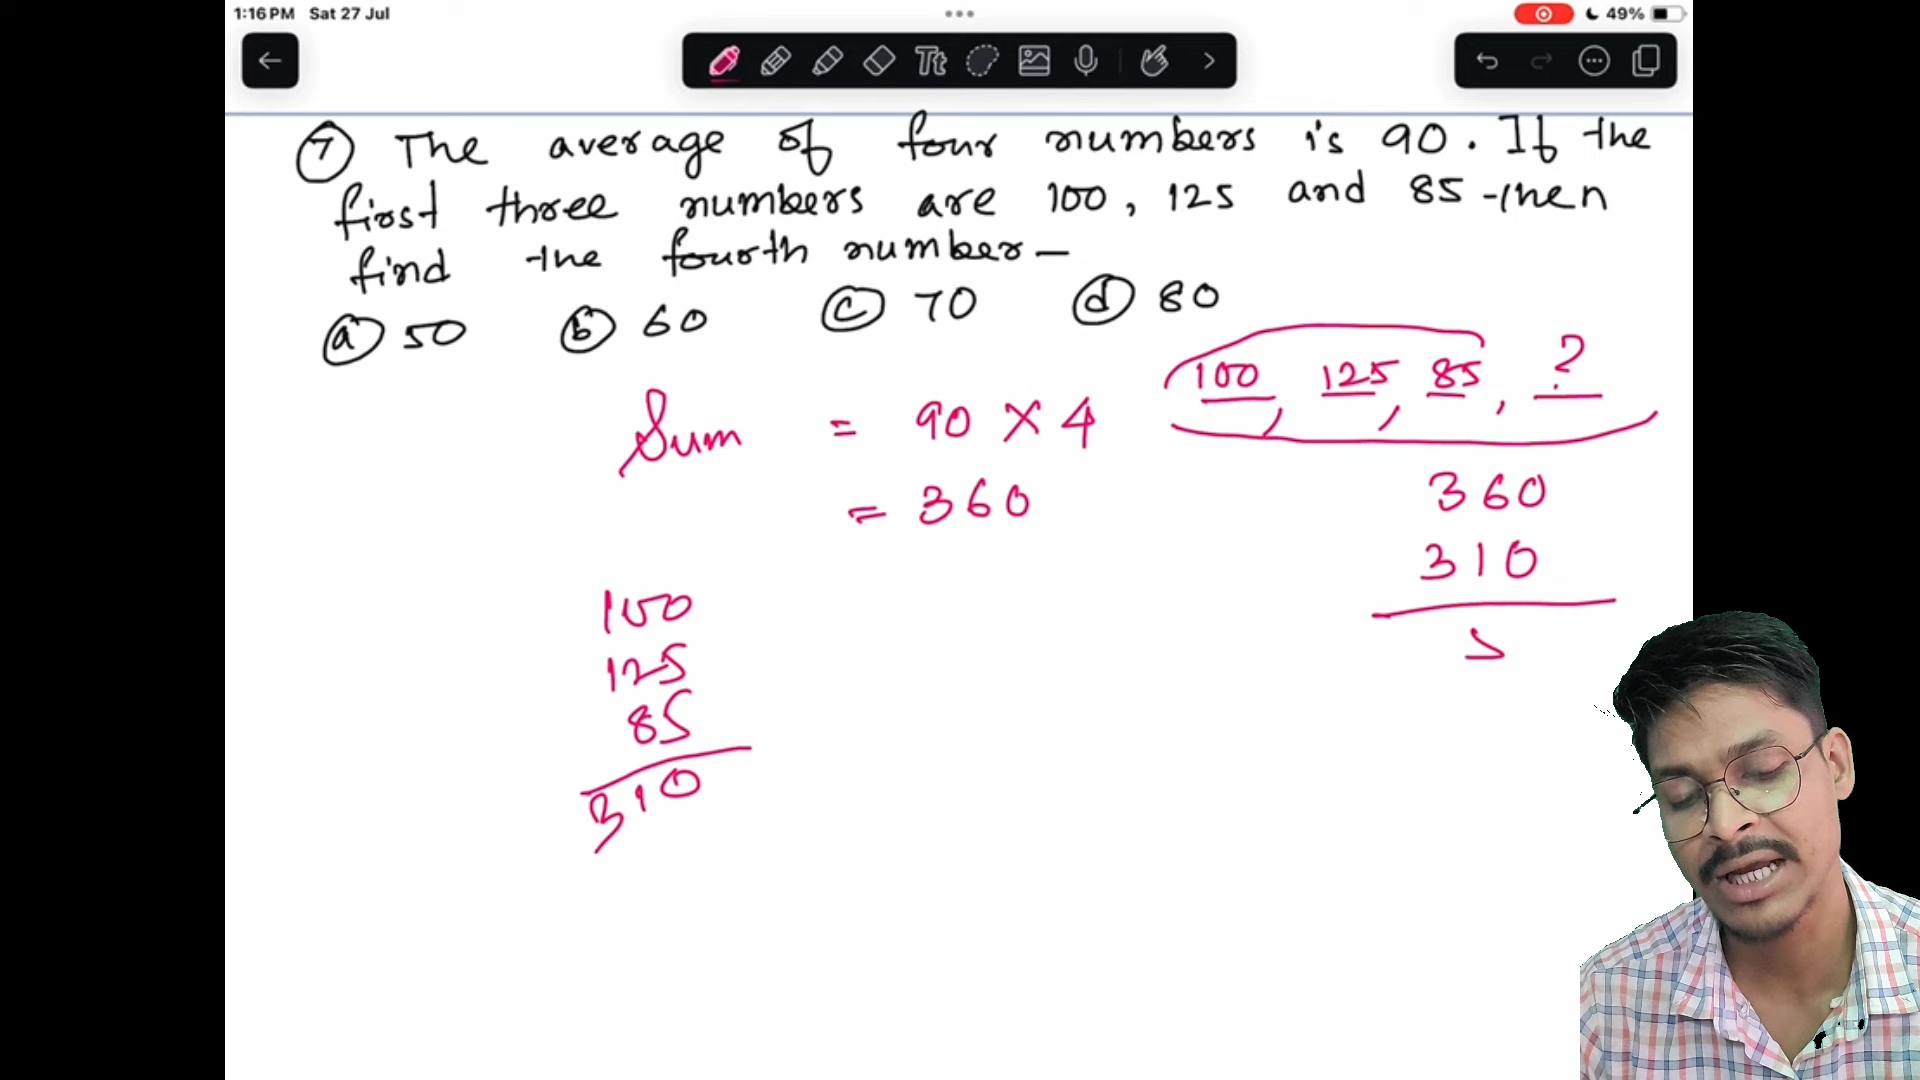 1:16 PM Sat 27 Jul
49%
Tt
7 The average of four numbers is 90. If the
first three numbers are 100, 125 and 85 then
find the fourth number —
a 50 b 60 c 70 d 80
100, 125, 85, ?
Sum = 90 × 4
= 360
360
310
5
100
125
85
310